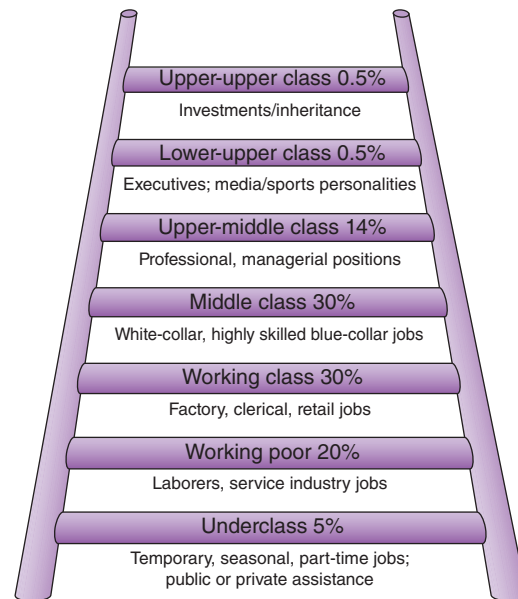 Upper-upper class 0.5%
Investments/inheritance
Lower-upper class 0.5%
Executives; media/sports personalities
Upper-middle class 14%
Professional, managerial positions
Middle class 30%
White-collar, highly skilled blue-collar jobs
Working class 30%
Factory, clerical, retail jobs
Working poor 20%
Laborers, service industry jobs
Underclass 5%
Temporary, seasonal, part-time jobs;
public or private assistance